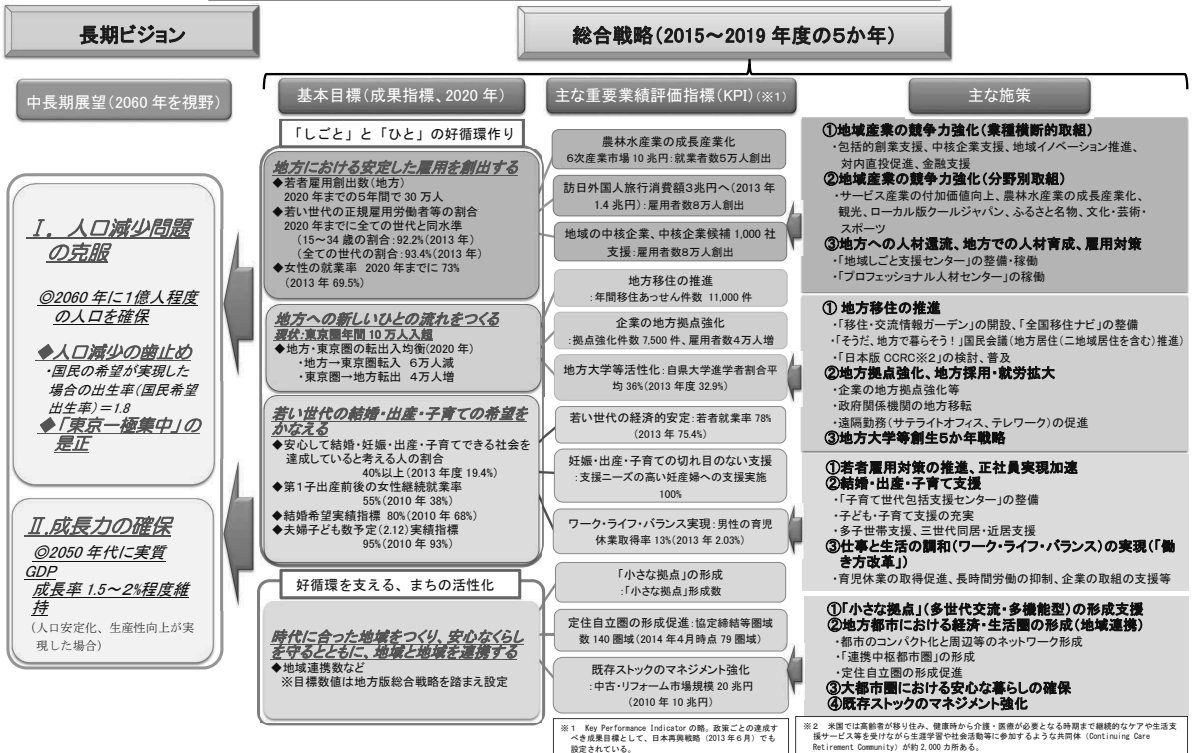 長期ビジョン
総合戦略(2015～2019 年度の5か年)
中長期展望(2060 年を視野)
基本目標(成果指標、2020 年)
主な重要業績評価指標(KPI)(※1)
主な施策
Ⅰ. 人口減少問題
の克服
◎2060 年に1億人程度
の人口を確保
◆人口減少の歯止め
・国民の希望が実現した
場合の出生率(国民希望
出生率)＝1.8
◆「東京一極集中」の
是正
Ⅱ.成長力の確保
◎2050 年代に実質
GDP
成長率 1.5～2%程度維
持
(人口安定化、生産性向上が実
現した場合)
「しごと」と「ひと」の好循環作り
地方における安定した雇用を創出する
◆若者雇用創出数(地方)
2020 年までの5年間で 30 万人
◆若い世代の正規雇用労働者等の割合
2020 年までに全ての世代と同水準
(15～34 歳の割合:92.2%(2013 年)
(全ての世代の割合:93.4%(2013 年)
◆女性の就業率 2020 年までに 73%
(2013 年 69.5%)
地方への新しいひとの流れをつくる
現状:東京圏年間 10 万人入超
◆地方・東京圏の転出入均衡(2020 年)
・地方→東京圏転入 6万人減
・東京圏→地方転出 4万人増
若い世代の結婚・出産・子育ての希望を
かなえる
◆安心して結婚・妊娠・出産・子育てできる社会を
達成していると考える人の割合
40%以上(2013 年度 19.4%)
◆第1子出産前後の女性継続就業率
55%(2010 年 38%)
◆結婚希望実績指標 80%(2010 年 68%)
◆夫婦子ども数予定(2.12)実績指標
95%(2010 年 93%)
好循環を支える、まちの活性化
時代に合った地域をつくり、安心なくらし
を守るとともに、地域と地域を連携する
◆地域連携数など
※目標数値は地方版総合戦略を踏まえ設定
農林水産業の成長産業化
6次産業市場 10 兆円:就業者数5万人創出
訪日外国人旅行消費額3兆円へ(2013 年
1.4 兆円):雇用者数8万人創出
地域の中核企業、中核企業候補 1,000 社
支援:雇用者数8万人創出
地方移住の推進
:年間移住あっせん件数 11,000 件
企業の地方拠点強化
:拠点強化件数 7,500 件、雇用者数4万人増
地方大学等活性化:自県大学進学者割合平
均 36%(2013 年度 32.9%)
若い世代の経済的安定:若者就業率 78%
(2013 年 75.4%)
妊娠・出産・子育ての切れ目のない支援
:支援ニーズの高い妊産婦への支援実施
100%
ワーク・ライフ・バランス実現:男性の育児
休業取得率 13%(2013 年 2.03%)
「小さな拠点」の形成
:「小さな拠点」形成数
定住自立圏の形成促進:協定締結等圏域
数 140 圏域(2014 年4月時点 79 圏域)
既存ストックのマネジメント強化
:中古・リフォーム市場規模 20 兆円
(2010 年 10 兆円)
※1 Key Performance Indicator の略。政策ごとの達成す
べき成果目標として、日本再興戦略(2013 年6月)でも
設定されている。
①地域産業の競争力強化(業種横断的取組)
・包括的創業支援、中核企業支援、地域イノベーション推進、
対内直投促進、金融支援
②地域産業の競争力強化(分野別取組)
・サービス産業の付加価値向上、農林水産業の成長産業化、
観光、ローカル版クールジャパン、ふるさと名物、文化・芸術・
スポーツ
③地方への人材還流、地方での人材育成、雇用対策
・「地域しごと支援センター」の整備・稼働
・「プロフェッショナル人材センター」の稼働
① 地方移住の推進
・「移住・交流情報ガーデン」の開設、「全国移住ナビ」の整備
・「そうだ、地方で暮らそう！」国民会議(地方居住(二地域居住を含む)推進)
・「日本版 CCRC※2」の検討、普及
②地方拠点強化、地方採用・就労拡大
・企業の地方拠点強化等
・政府関係機関の地方移転
・遠隔勤務(サテライトオフィス、テレワーク)の促進
③地方大学等創生5か年戦略
①若者雇用対策の推進、正社員実現加速
②結婚・出産・子育て支援
・「子育て世代包括支援センター」の整備
・子ども・子育て支援の充実
・多子世帯支援、三世代同居・近居支援
③仕事と生活の調和(ワーク・ライフ・バランス)の実現(「働
き方改革」)
・育児休業の取得促進、長時間労働の抑制、企業の取組の支援等
①「小さな拠点」(多世代交流・多機能型)の形成支援
②地方都市における経済・生活圏の形成(地域連携)
・都市のコンパクト化と周辺等のネットワーク形成
・「連携中枢都市圏」の形成
・定住自立圏の形成促進
③大都市圏における安心な暮らしの確保
④既存ストックのマネジメント強化
※2 米国では高齢者が移り住み、健康時から介護・医療が必要となる時期まで継続的なケアや生活支
援サービス等を受けながら生涯学習や社会活動等に参加するような共同体(Continuing Care
Retirement Community)が約 2,000 カ所ある。